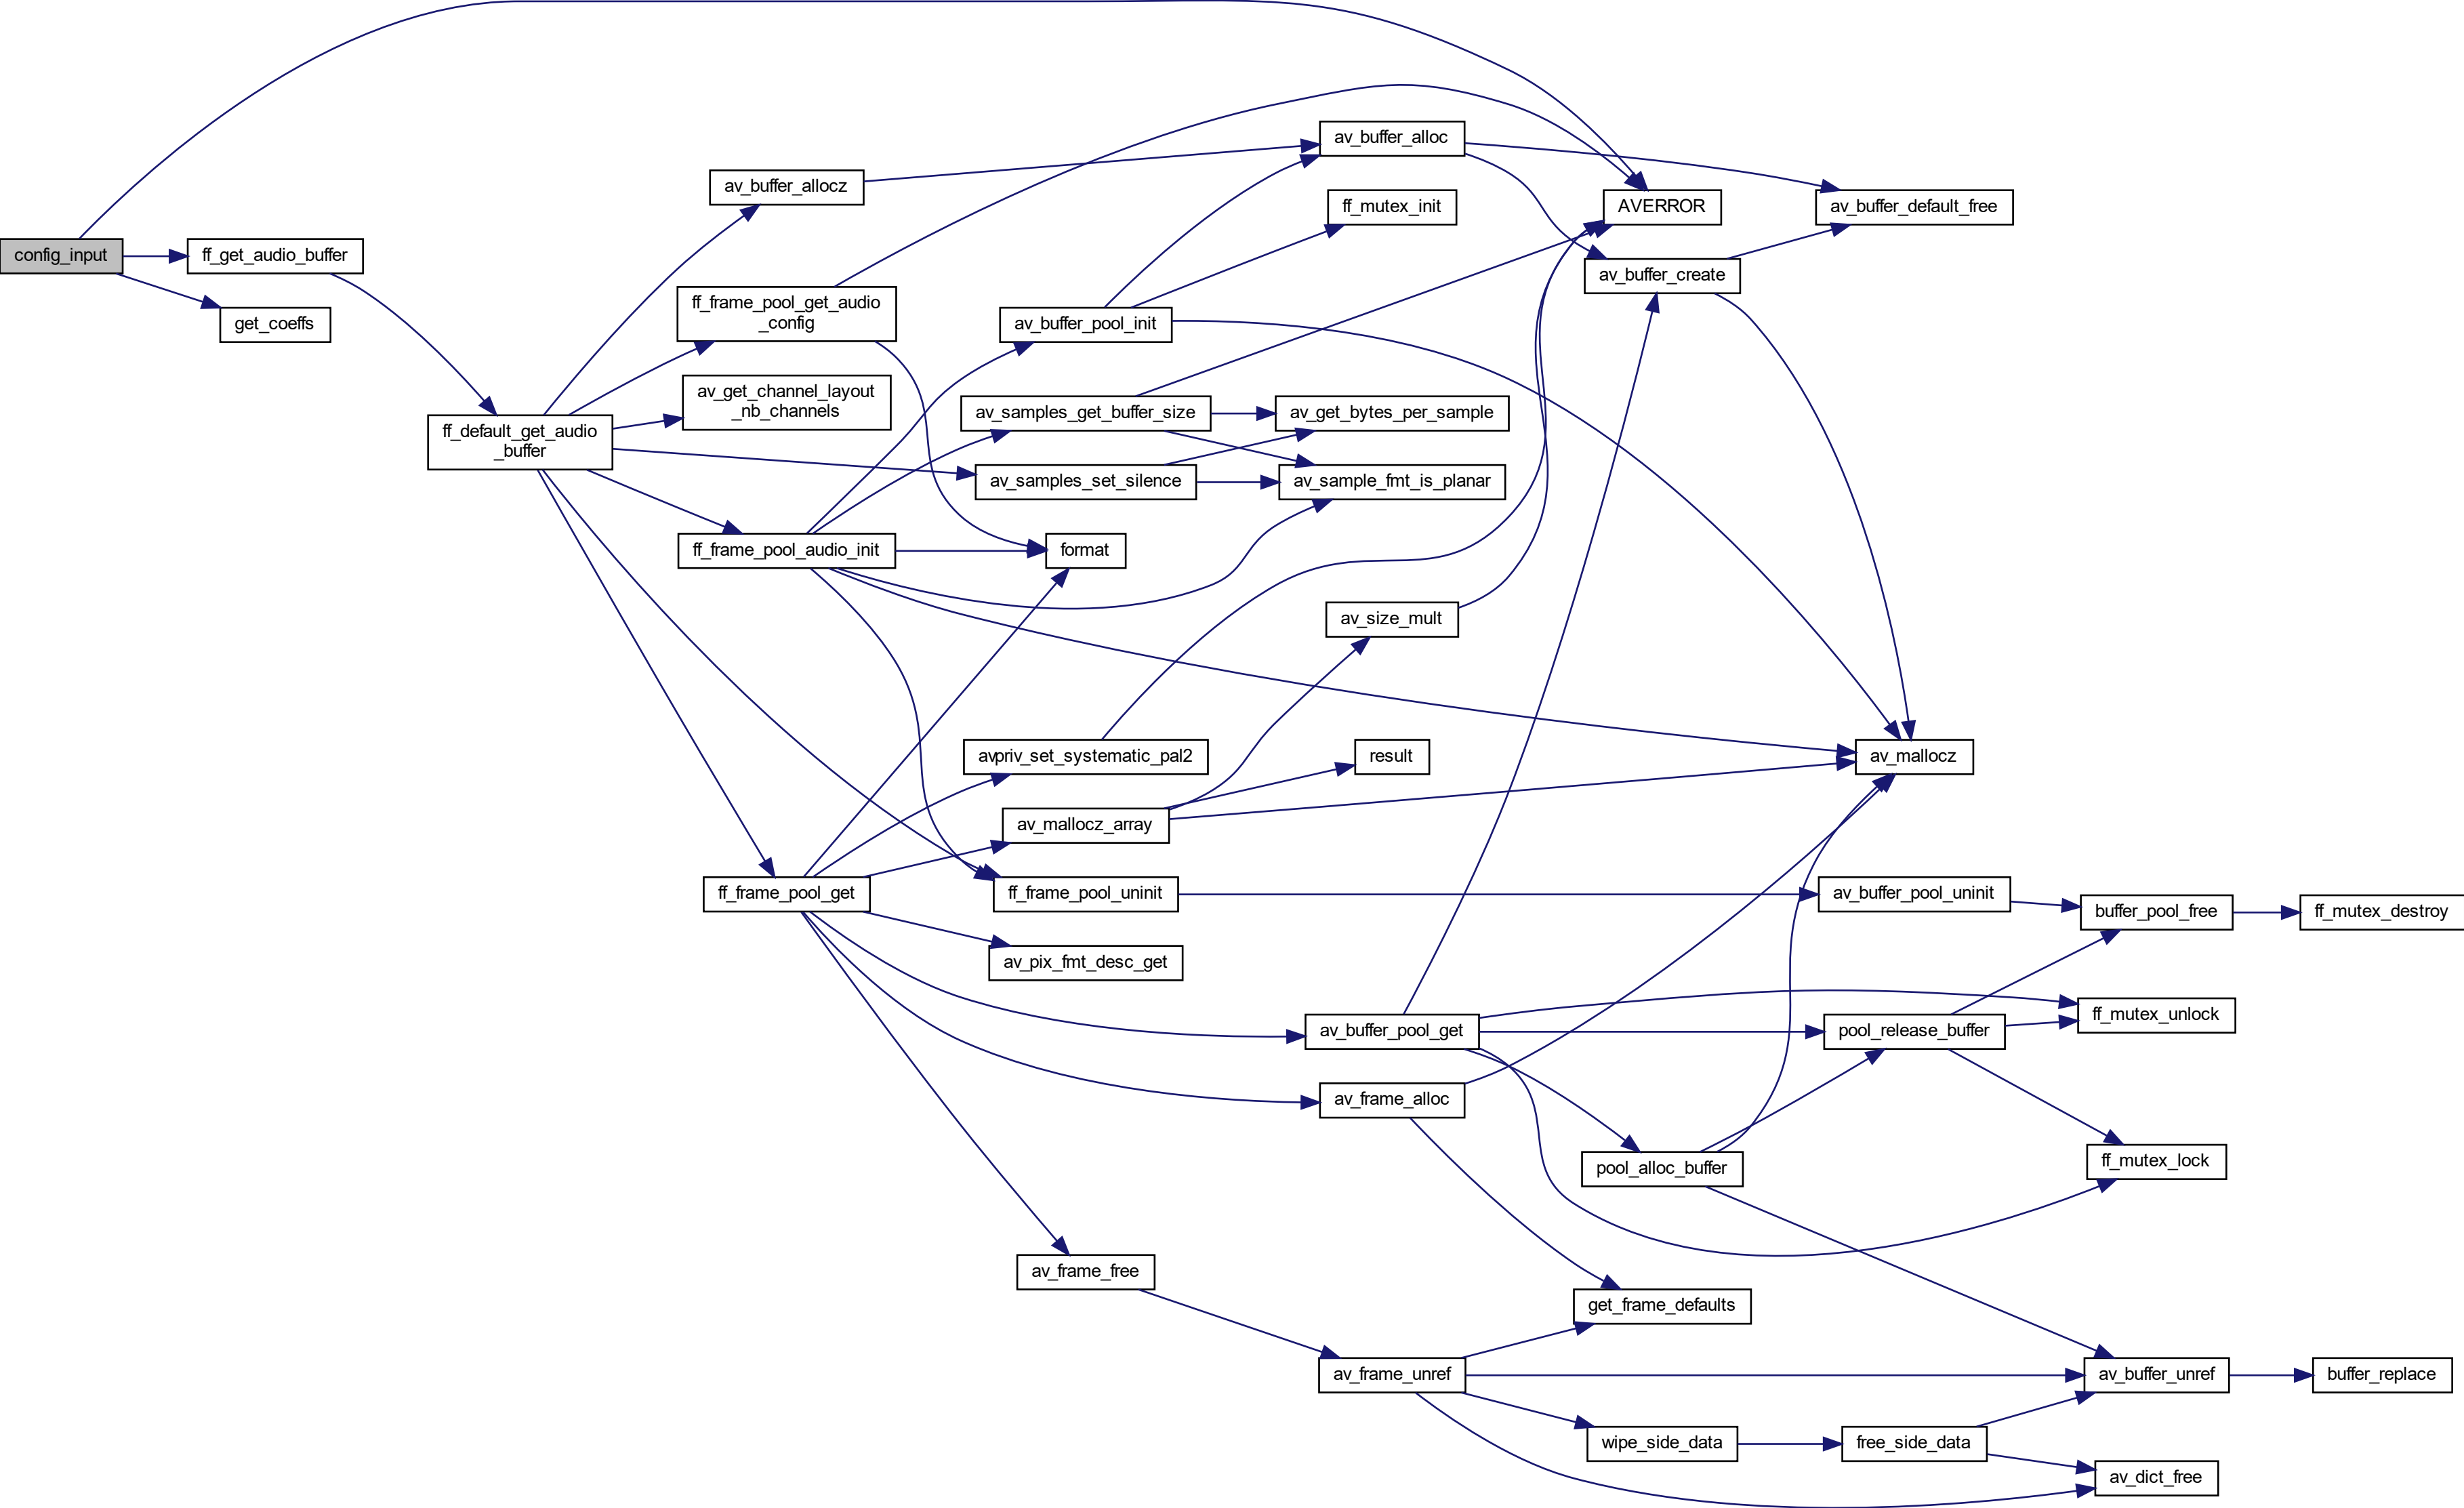 config_input
ff_get_audio_buffer
get_coeffs
ff_default_get_audio
_buffer
av_buffer_allocz
ff_frame_pool_get_audio
_config
av_get_channel_layout
_nb_channels
ff_frame_pool_audio_init
ff_frame_pool_get
av_buffer_pool_init
av_samples_get_buffer_size
av_samples_set_silence
format
avpriv_set_systematic_pal2
av_mallocz_array
ff_frame_pool_uninit
av_pix_fmt_desc_get
av_frame_free
av_buffer_alloc
ff_mutex_init
av_get_bytes_per_sample
av_sample_fmt_is_planar
av_size_mult
result
av_buffer_pool_get
av_frame_alloc
av_frame_unref
AVERROR
av_buffer_create
pool_alloc_buffer
get_frame_defaults
wipe_side_data
av_buffer_default_free
av_mallocz
av_buffer_pool_uninit
pool_release_buffer
free_side_data
buffer_pool_free
ff_mutex_unlock
ff_mutex_lock
av_buffer_unref
av_dict_free
ff_mutex_destroy
buffer_replace